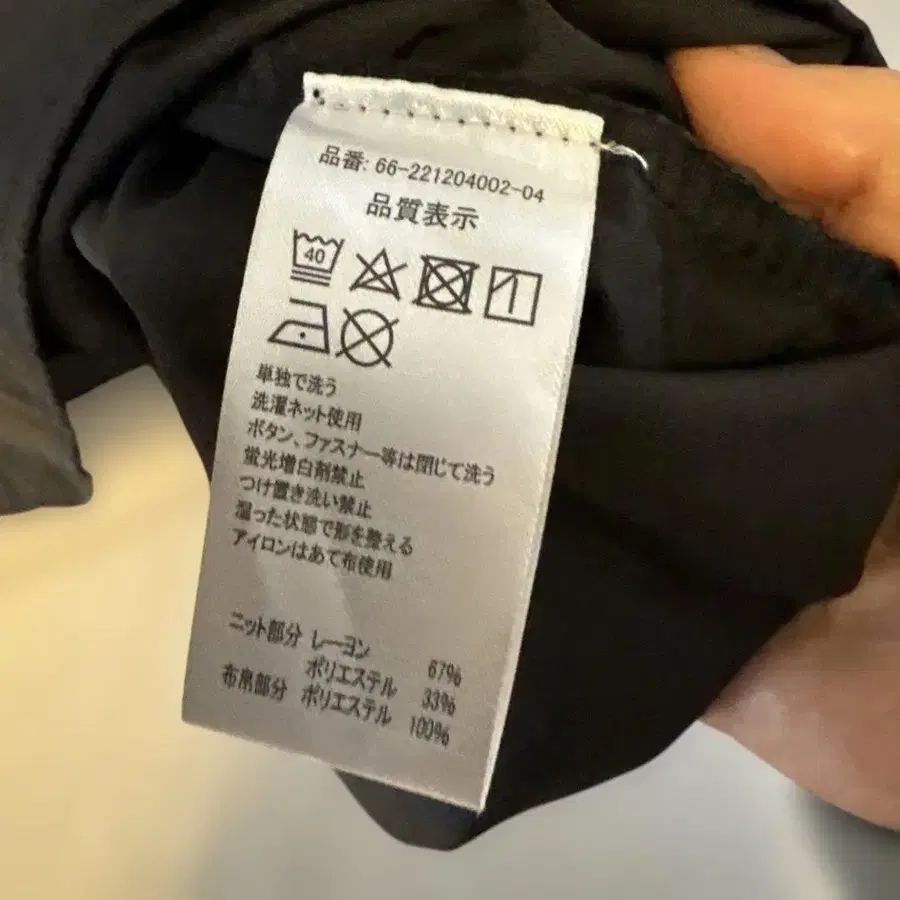 品番: 66-221204002-04
品質表示
40
単独で洗う
洗濯ネット使用
ボタン、ファスナー等は閉じて洗う
蛍光増白剤禁止
つけ置き洗い禁止
湿った状態で形を整える
アイロンはあて布使用
ニット部分 レーヨン 67%
ポリエステル 33%
布帛部分 ポリエステル 100%